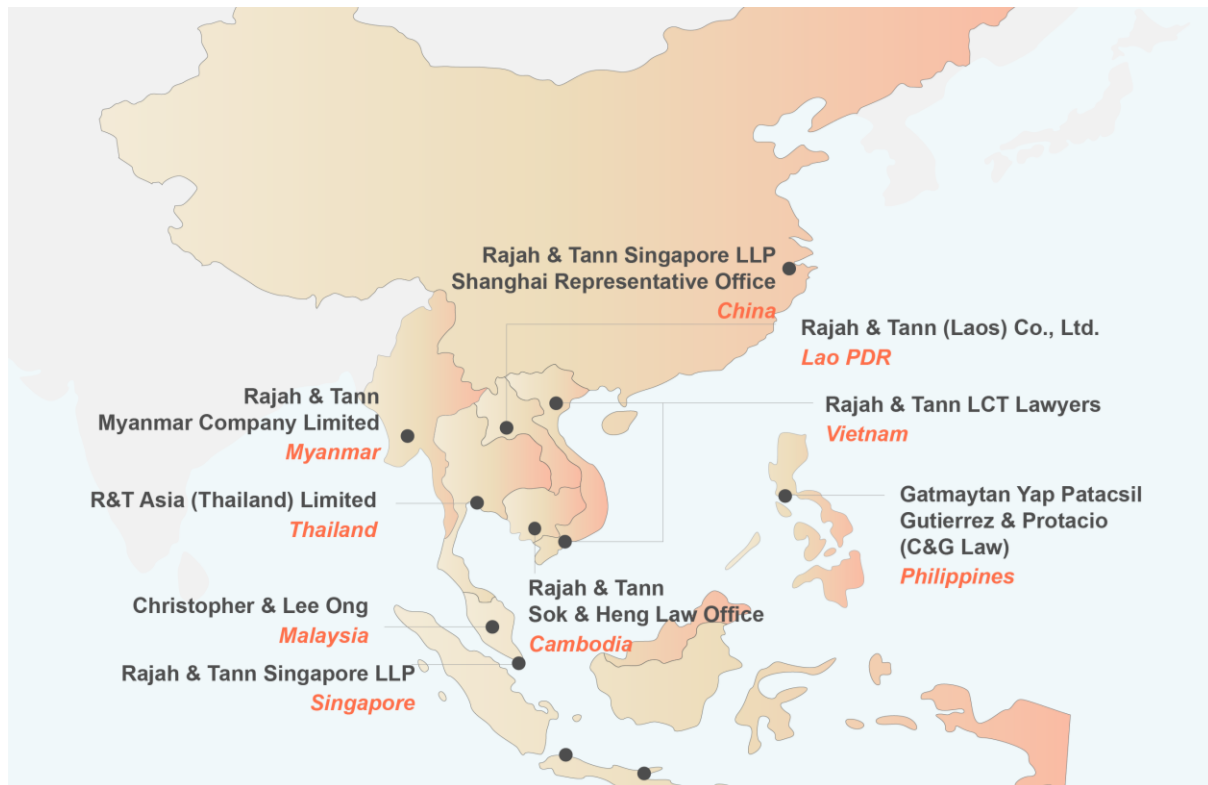 Rajah & Tann Singapore LLP
Shanghai Representative Office
China
Rajah & Tann (Laos) Co., Ltd.
Lao PDR
Rajah & Tann
Myanmar Company Limited
Myanmar
Rajah & Tann LCT Lawyers
Vietnam
R&T Asia (Thailand) Limited
Thailand
Gatmaytan Yap Patacsil
Gutierrez & Protacio
(C&G Law)
Philippines
Rajah & Tann
Sok & Heng Law Office
Cambodia
Christopher & Lee Ong
Malaysia
Rajah & Tann Singapore LLP
Singapore